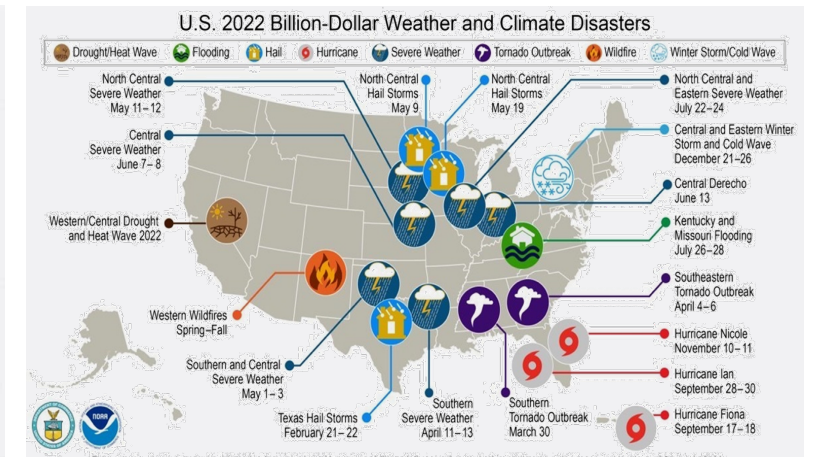 U.S. 2022 Billion-Dollar Weather and Climate Disasters
Drought/Heat Wave
Flooding
Hail
Hurricane
Severe Weather
Tornado Outbreak
Wildfire
Winter Storm/Cold Wave
North Central
Severe Weather
May 11–12
North Central
Hail Storms
May 9
North Central
Hail Storms
May 19
North Central and
Eastern Severe Weather
July 22–24
Central
Severe Weather
June 7–8
Central and Eastern Winter
Storm and Cold Wave
December 21–26
Central Derecho
June 13
Western/Central Drought
and Heat Wave 2022
Kentucky and
Missouri Flooding
July 26–28
Southeastern
Tornado Outbreak
April 4–6
Western Wildfires
Spring–Fall
Hurricane Nicole
November 10–11
Southern and Central
Severe Weather
May 1–3
Hurricane Ian
September 28–30
Texas Hail Storms
February 21–22
Southern
Severe Weather
April 11–13
Southern
Tornado Outbreak
March 30
Hurricane Fiona
September 17–18
NOAA